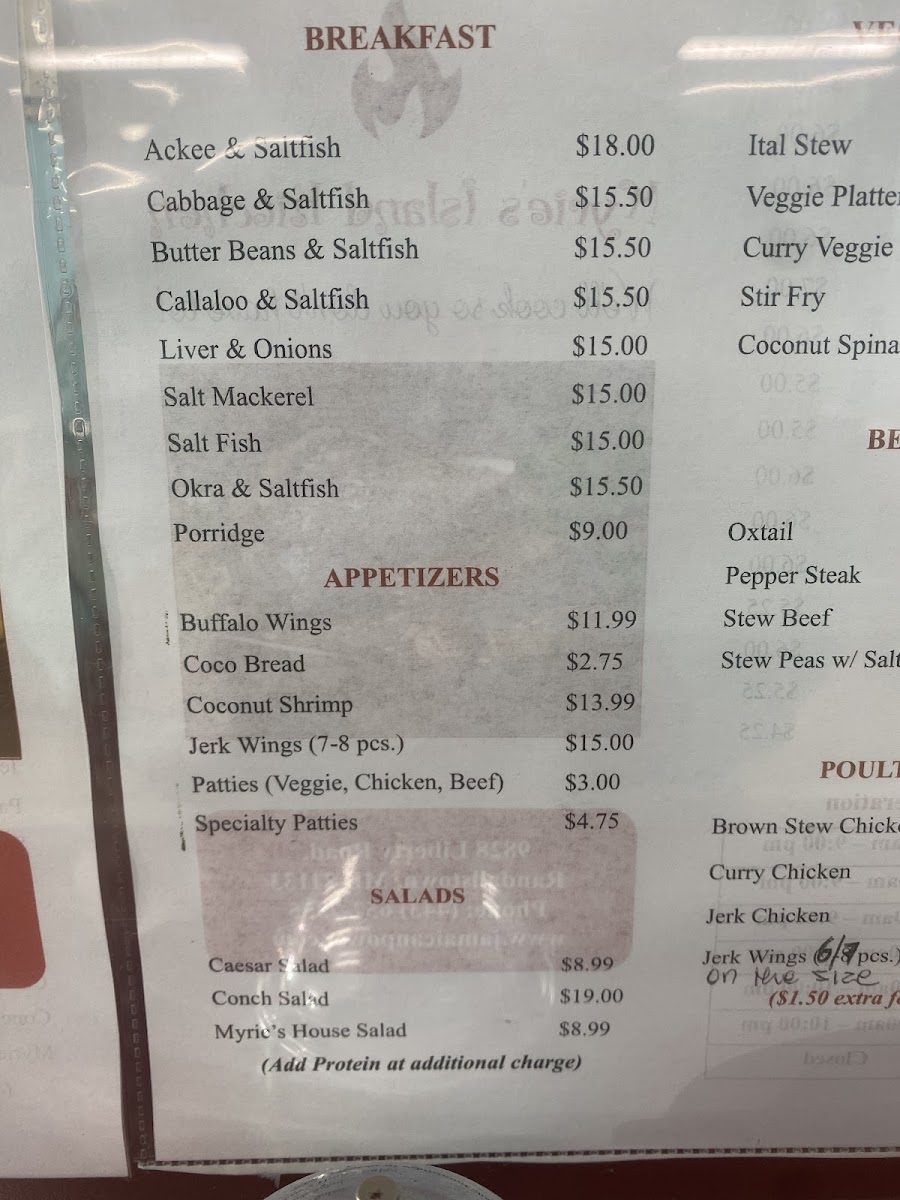 BREAKFAST
Ackee & Saltfish $18.00
Cabbage & Saltfish $15.50
Butter Beans & Saltfish $15.50
Callaloo & Saltfish $15.50
Liver & Onions $15.00
Salt Mackerel $15.00
Salt Fish $15.00
Okra & Saltfish $15.50
Porridge $9.00
APPETIZERS
Buffalo Wings $11.99
Coco Bread $2.75
Coconut Shrimp $13.99
Jerk Wings (7-8 pcs.) $15.00
Patties (Veggie, Chicken, Beef) $3.00
Specialty Patties $4.75
SALADS
Caesar Salad $8.99
Conch Salad $19.00
Myrie's House Salad $8.99
(Add Protein at additional charge)
Ital Stew
Veggie Platter
Curry Veggie
Stir Fry
Coconut Spina
BE
Oxtail
Pepper Steak
Stew Beef
Stew Peas w/ Salt
POULT
Brown Stew Chick
Curry Chicken
Jerk Chicken
Jerk Wings (6/7 pcs.)
on the size
($1.50 extra f